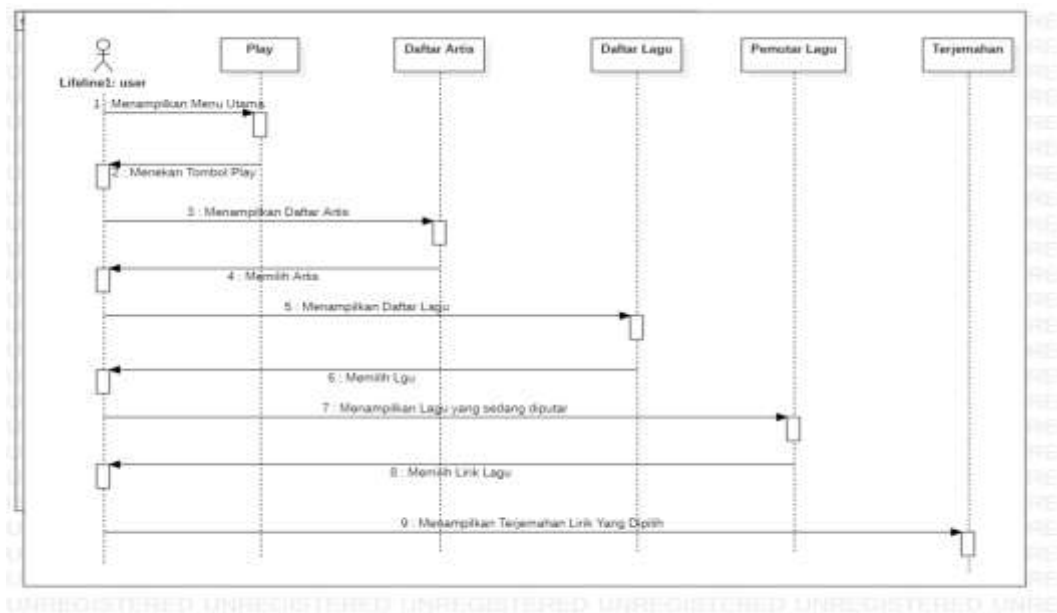 Play
Daftar Artis
Daftar Lagu
Pemutar Lagu
Terjemahan
Lifeline1: user
1 : Menampilkan Menu Utama
2 : Menekan Tombol Play
3 : Menampilkan Daftar Artis
4 : Memilih Artis
5 : Menampilkan Daftar Lagu
6 : Memilih Lgu
7 : Menampilkan Lagu yang sedang diputar
8 : Memilih Lirik Lagu
9 : Menampilkan Terjemahan Lirik Yang Dipilih
UNREGISTERED UNREGISTERED UNREGISTERED UNREGISTERED UNREGISTERED UNRE